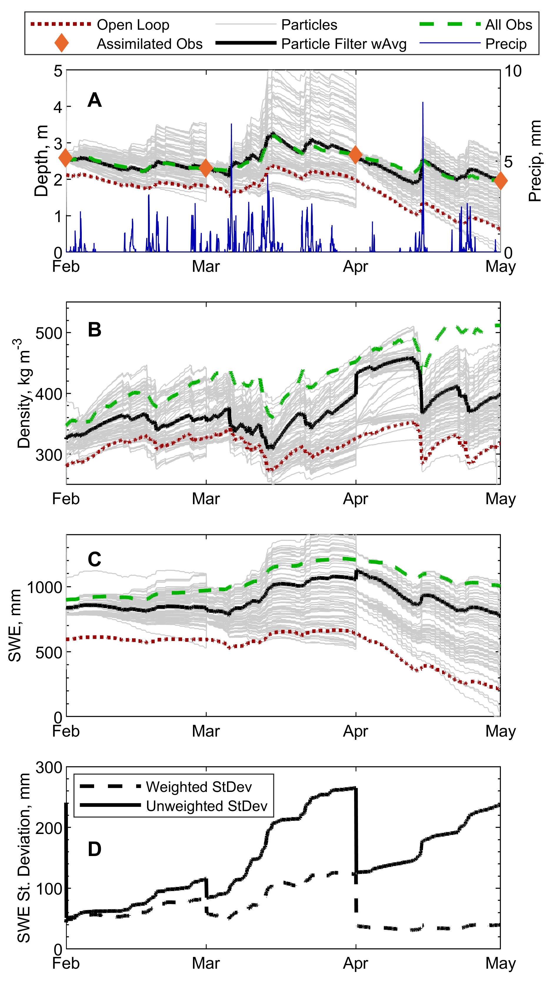 Open Loop Particles All Obs
Assimilated Obs Particle Filter wAvg Precip
5 10
A
4
3
Depth, m
5
Precip, mm
2
1
0 0
Feb Mar Apr May
B
500
Density, kg m-3
400
300
Feb Mar Apr May
C
1000
SWE, mm
500
0
Feb Mar Apr May
300
Weighted StDev
Unweighted StDev
200
D
SWE St. Deviation, mm
100
0
Feb Mar Apr May